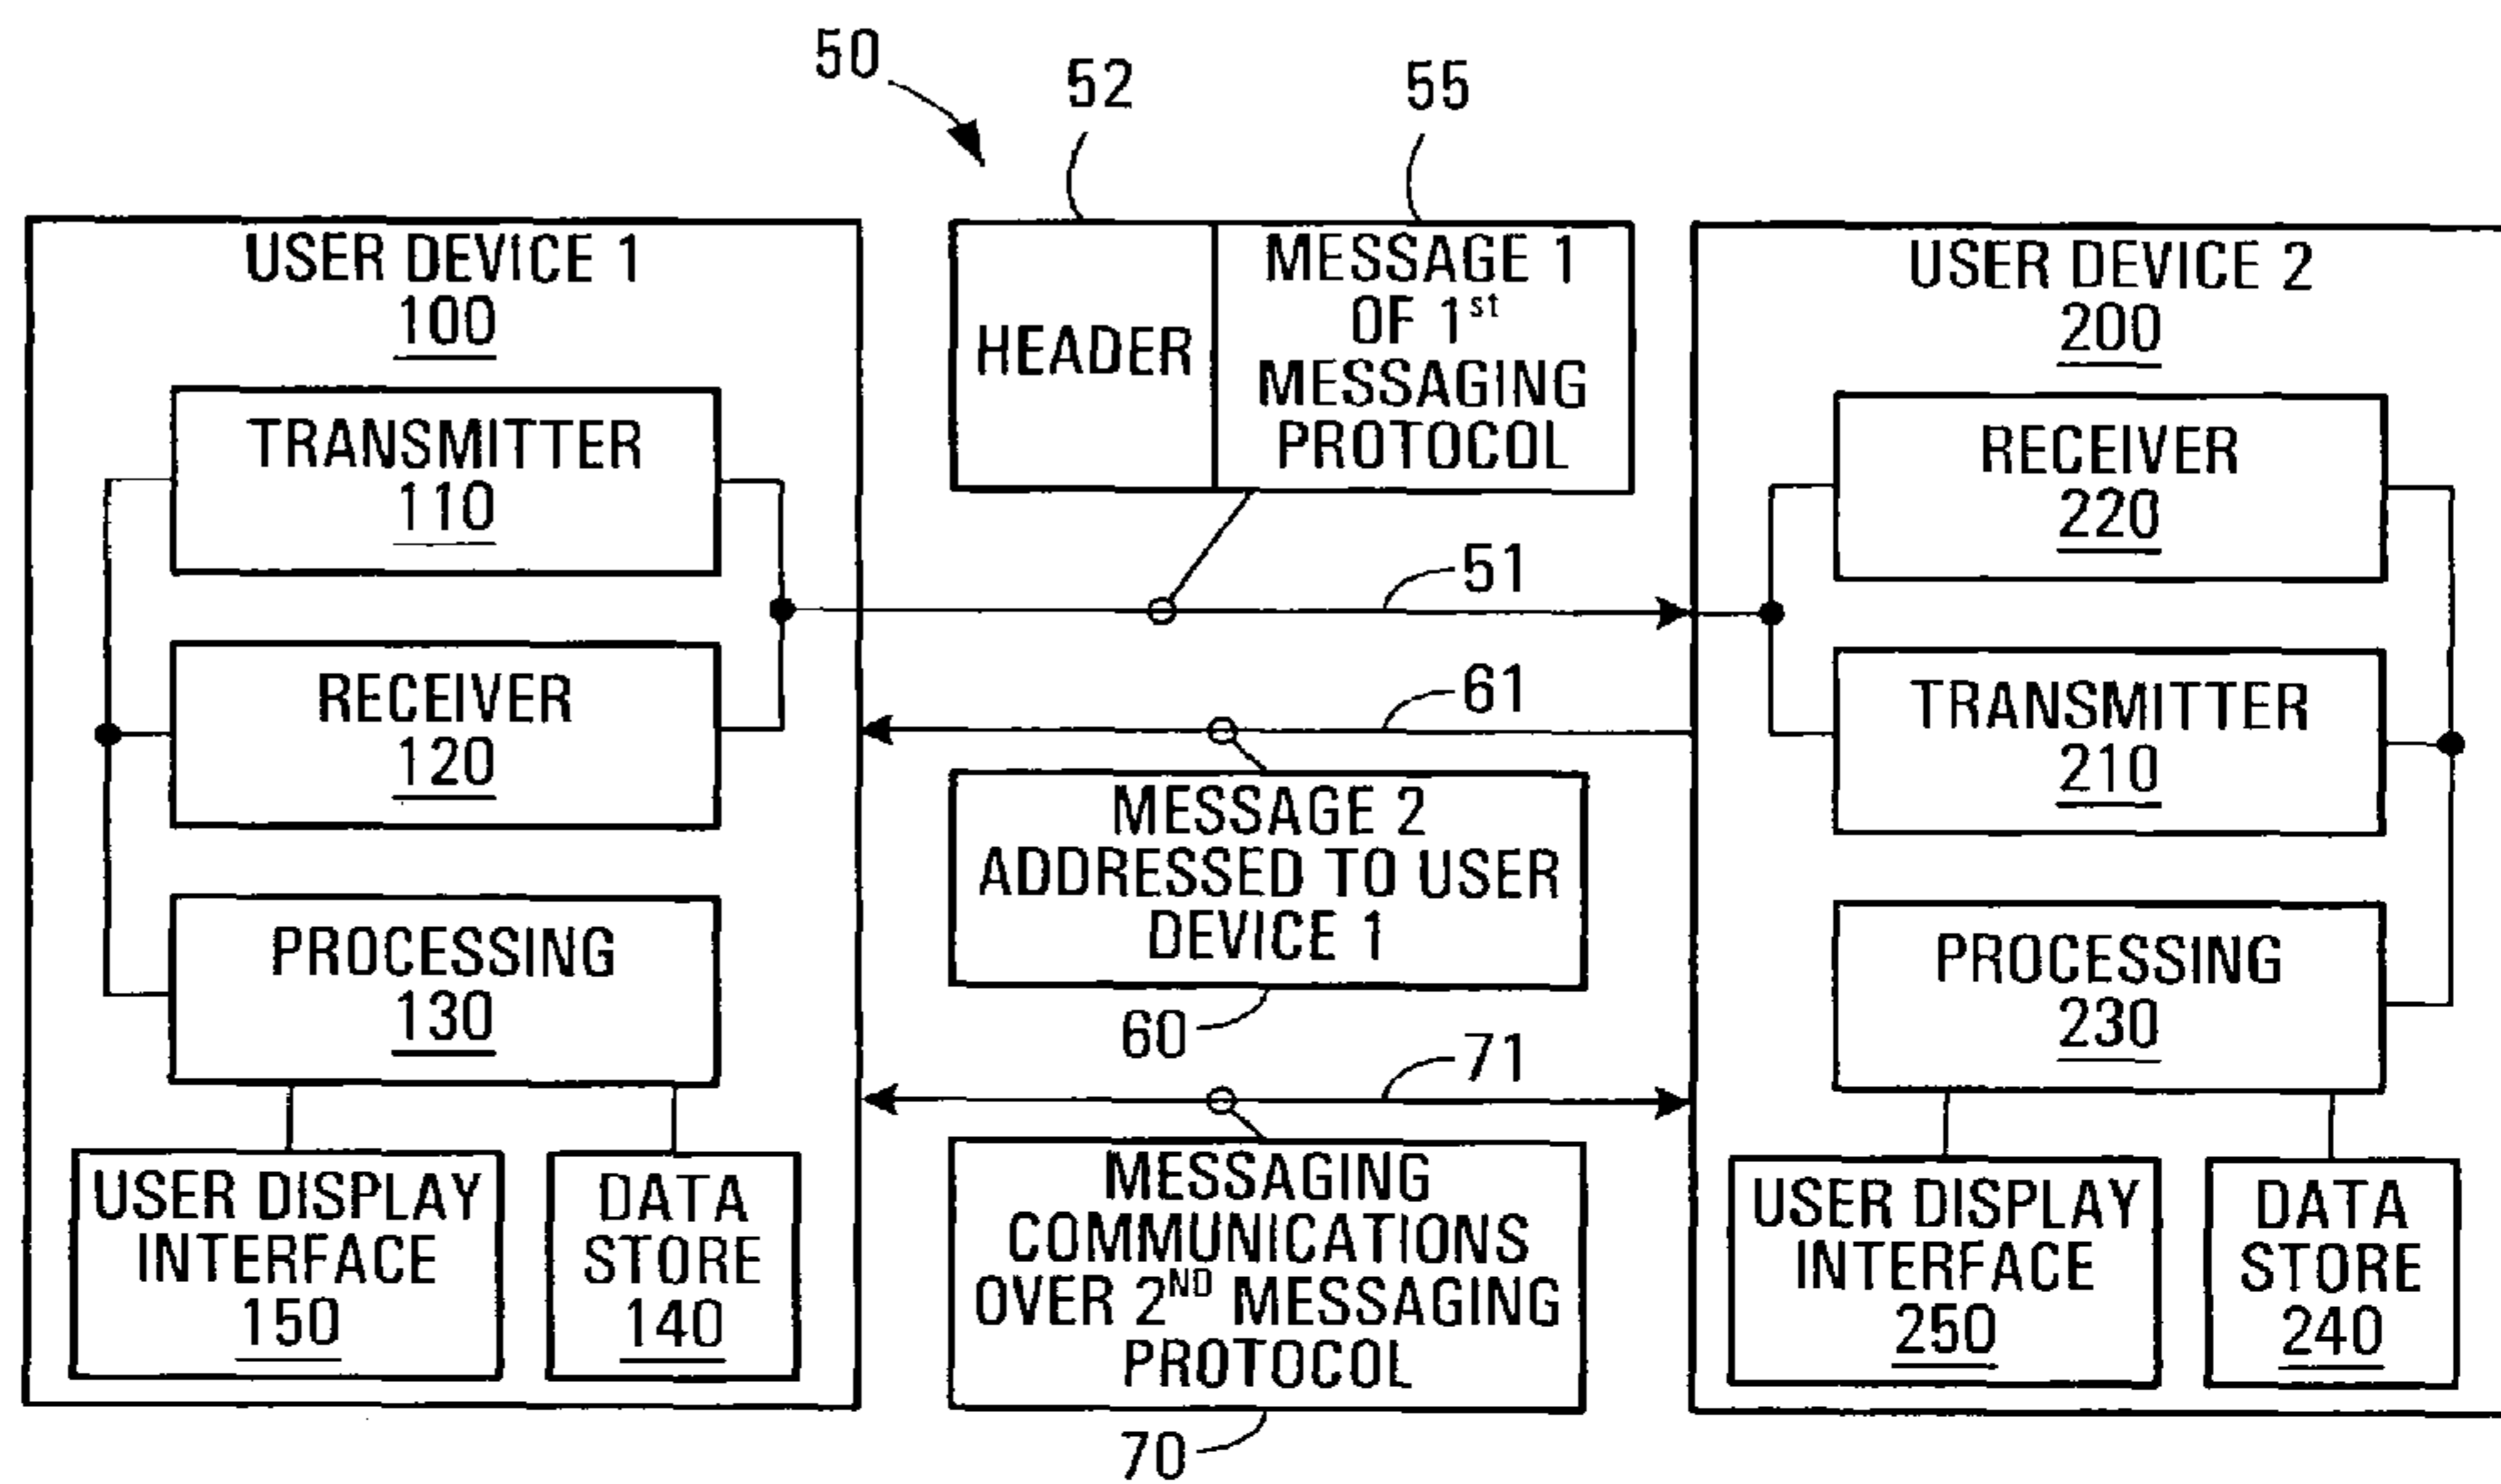 50
52
55
USER DEVICE 1
100
TRANSMITTER
110
RECEIVER
120
PROCESSING
130
USER DISPLAY
INTERFACE
150
DATA
STORE
140
HEADER
MESSAGE 1
OF 1st
MESSAGING
PROTOCOL
51
61
MESSAGE 2
ADDRESSED TO USER
DEVICE 1
60
71
MESSAGING
COMMUNICATIONS
OVER 2ND MESSAGING
PROTOCOL
70
USER DEVICE 2
200
RECEIVER
220
TRANSMITTER
210
PROCESSING
230
USER DISPLAY
INTERFACE
250
DATA
STORE
240